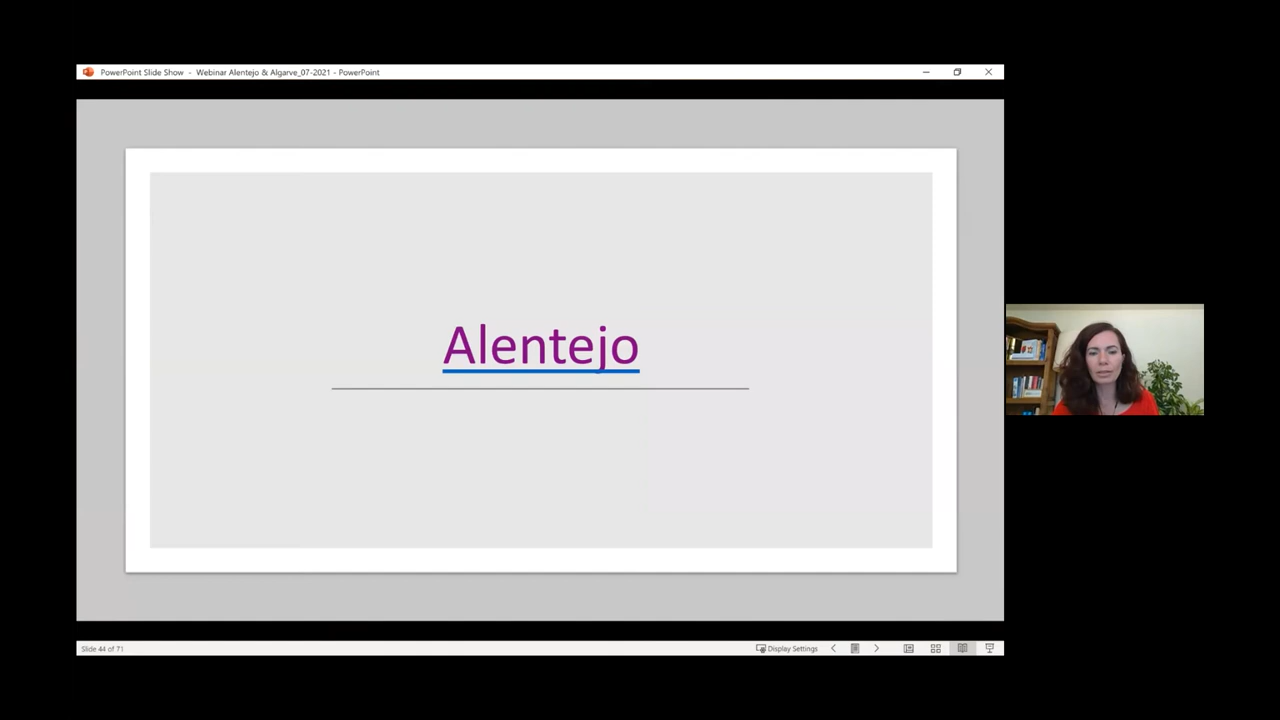 PowerPoint Slide Show - Webinar Alentejo & Algarve_07-2021 - PowerPoint
Alentejo
Slide 44 of 71
Display Settings